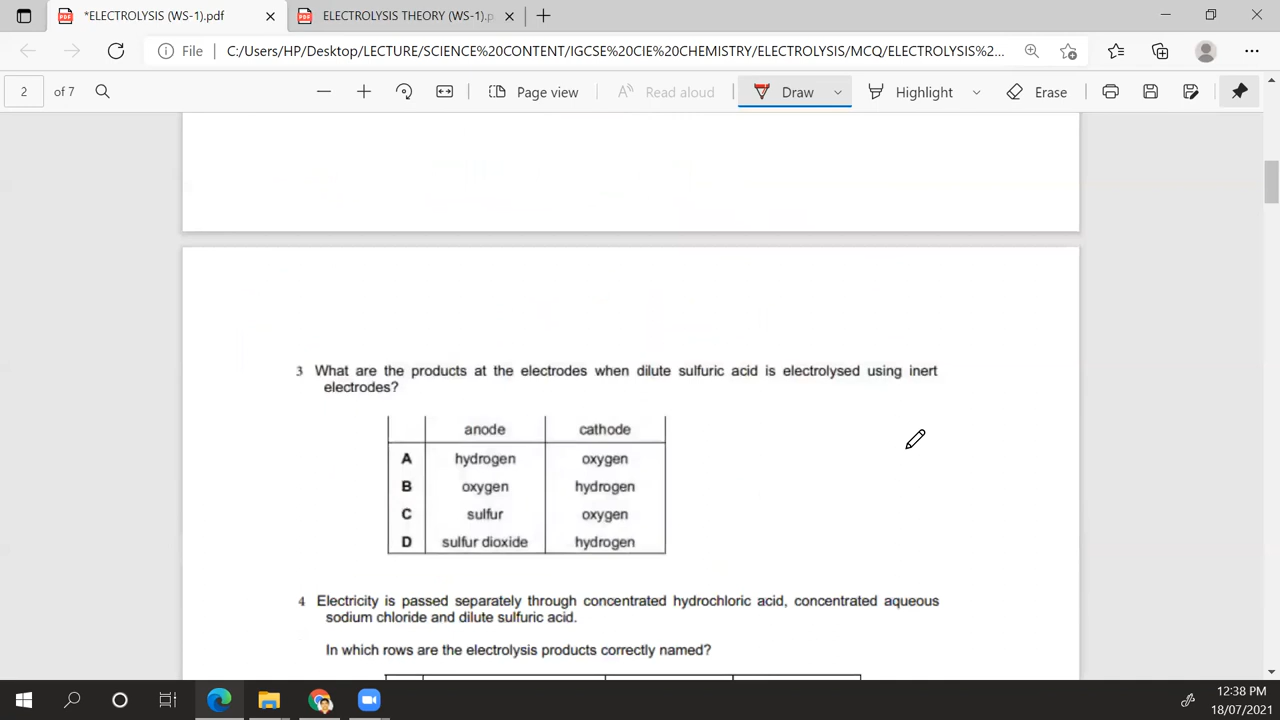 *ELECTROLYSIS (WS-1).pdf
ELECTROLYSIS THEORY (WS-1).p
File
C:/Users/HP/Desktop/LECTURE/SCIENCE%20CONTENT/IGCSE%20CIE%20CHEMISTRY/ELECTROLYSIS/MCQ/ELECTROLYSIS%2...
2 of 7
Page view
Read aloud
Draw
Highlight
Erase
3 What are the products at the electrodes when dilute sulfuric acid is electrolysed using inert
electrodes?
anode cathode
A hydrogen oxygen
B oxygen hydrogen
C sulfur oxygen
D sulfur dioxide hydrogen
4 Electricity is passed separately through concentrated hydrochloric acid, concentrated aqueous
sodium chloride and dilute sulfuric acid.
In which rows are the electrolysis products correctly named?
12:38 PM
18/07/2021